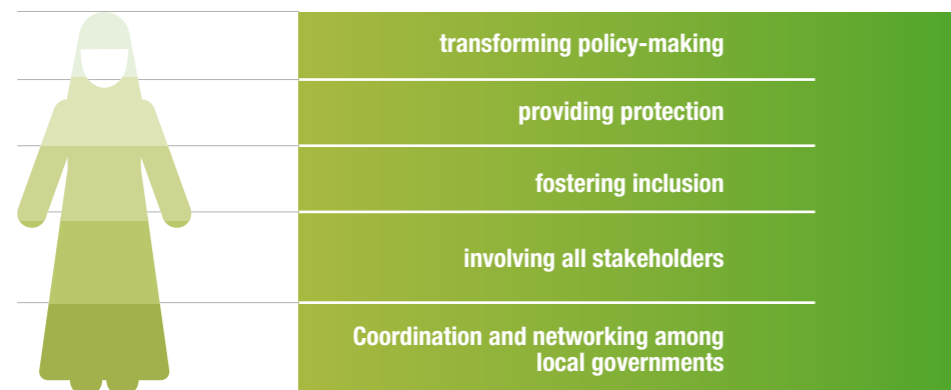 transforming policy-making
providing protection
fostering inclusion
involving all stakeholders
Coordination and networking among
local governments